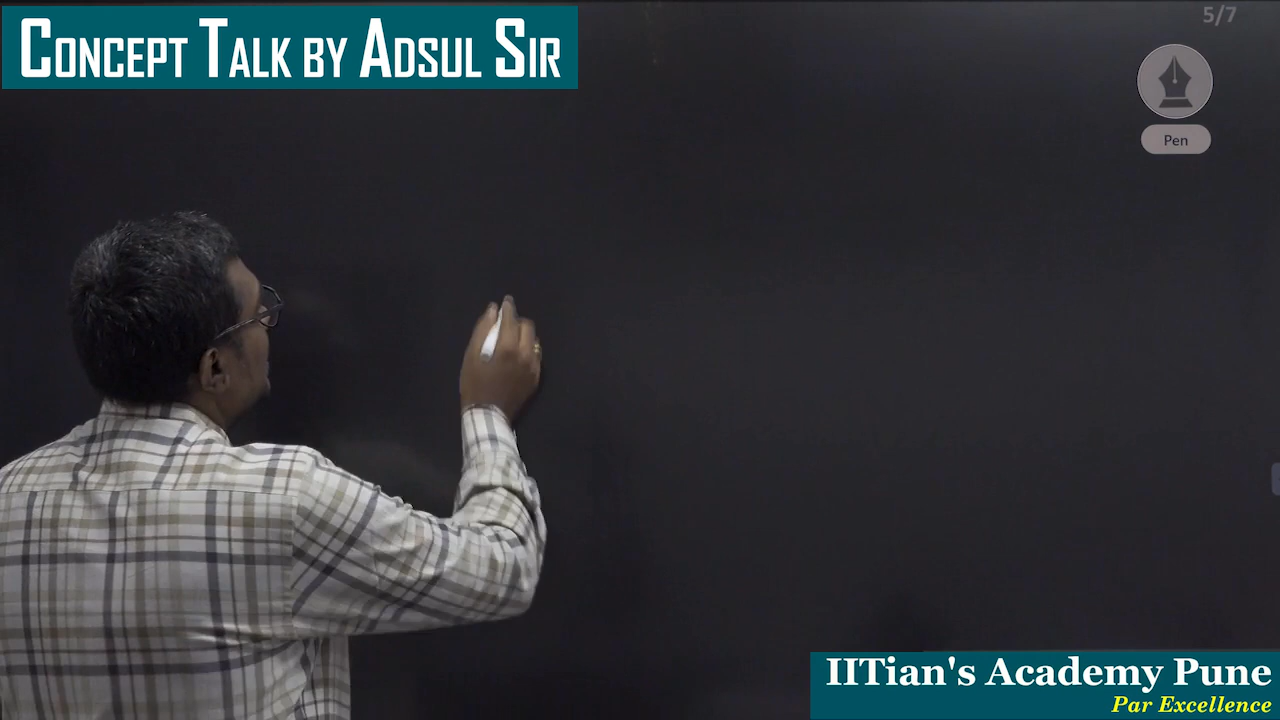 CONCEPT TALK BY ADSUL SIR
5/7
Pen
IITian's Academy Pune
Par Excellence